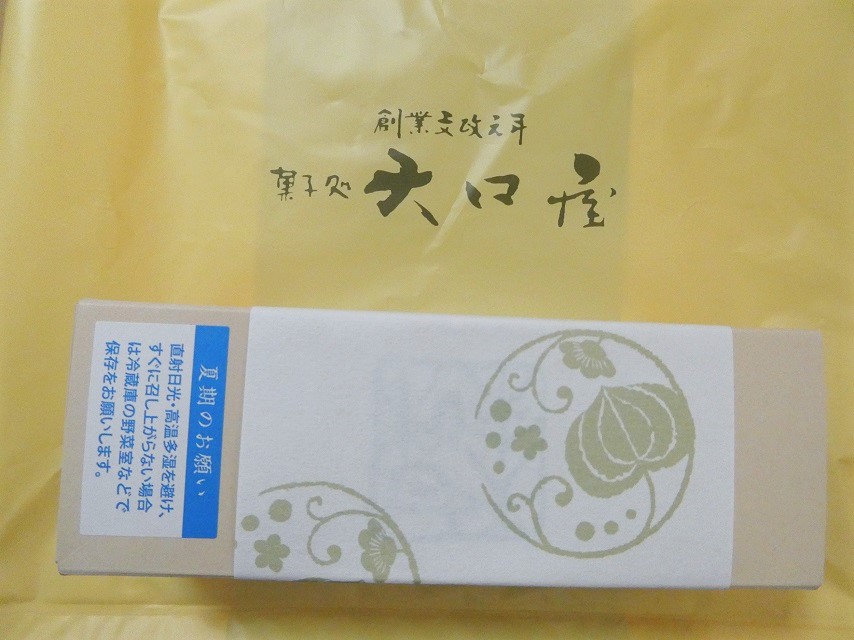 創業文政元年
菓子処 大口屋
夏期のお願い
直射日光・高温多湿を避け、
すぐに召し上がらない場合
は冷蔵庫の野菜室などで
保存をお願いします。